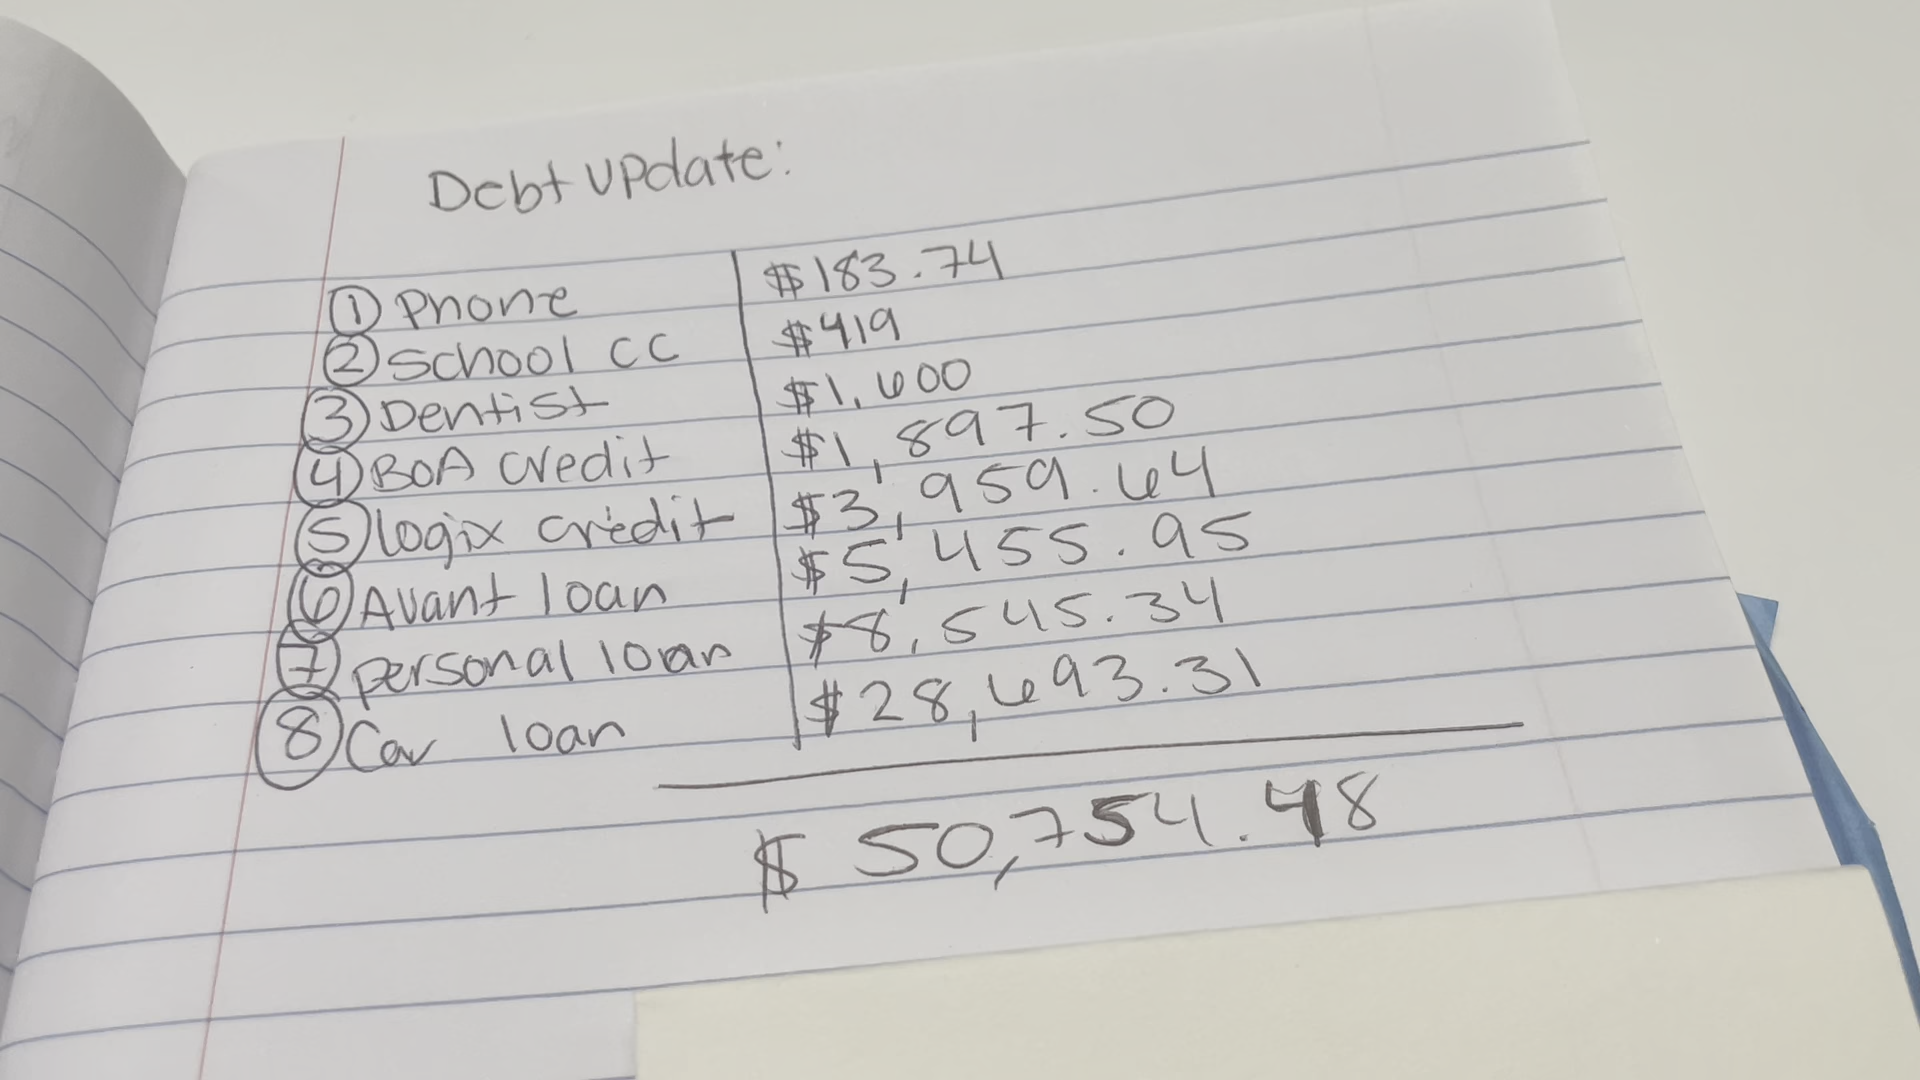 Debt update:
① Phone $183.74
② School CC $419
③ Dentist $1,600
④ BOA credit $1,897.50
⑤ logix credit $3,959.64
⑥ Avant loan $5,455.95
⑦ personal loan $8,545.34
⑧ Car loan $28,693.31
$50,754.48